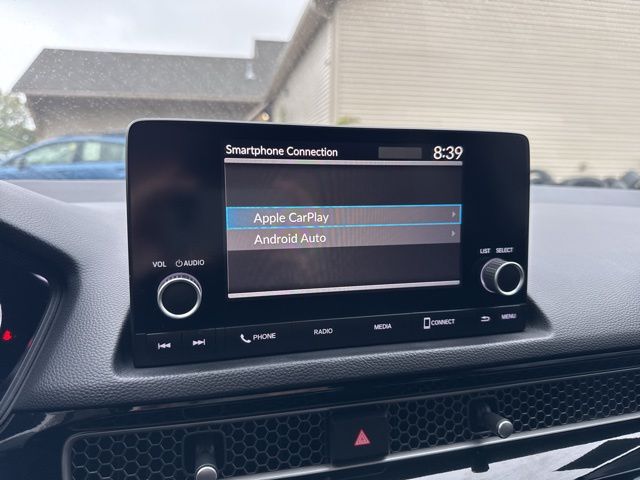 Smartphone Connection 8:39
Apple CarPlay
Android Auto
VOL AUDIO
LIST SELECT
PHONE RADIO MEDIA CONNECT MENU